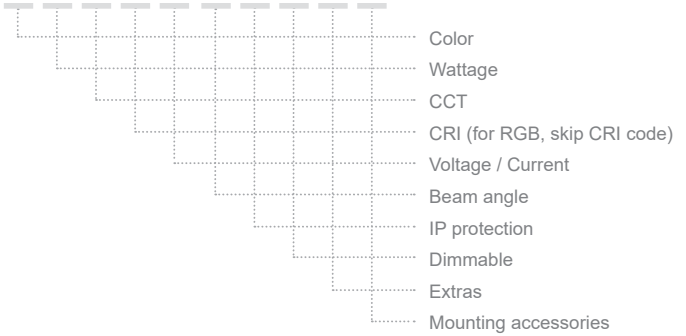 Color
Wattage
CCT
CRI (for RGB, skip CRI code)
Voltage / Current
Beam angle
IP protection
Dimmable
Extras
Mounting accessories